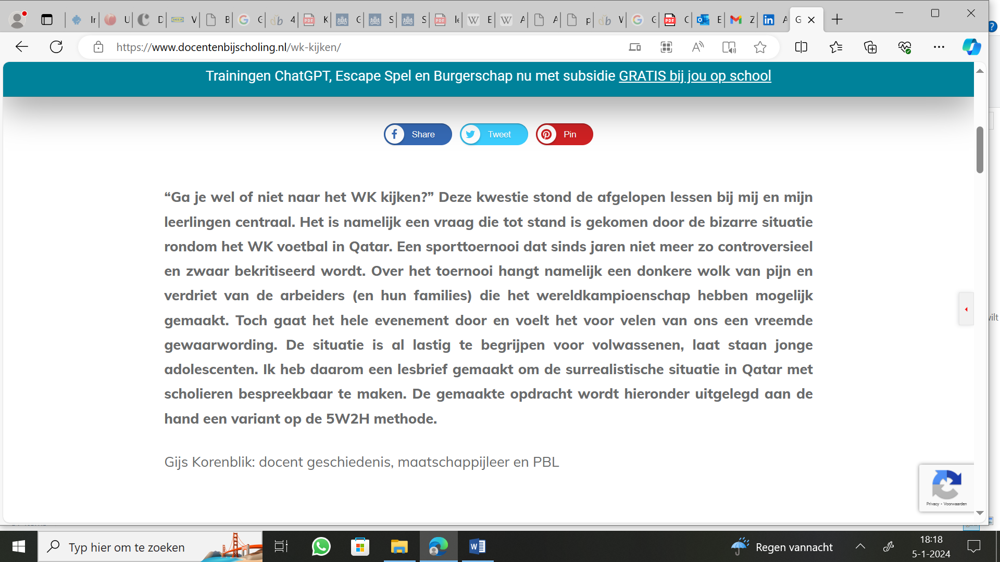 Ir
U
C
D
V
B
G
4
K
G
S
S
le
W
E
W
A
A
p
V
G
C
E
Z
A
G
https://www.docentenbijscholing.nl/wk-kijken/
Trainingen ChatGPT, Escape Spel en Burgerschap nu met subsidie GRATIS bij jou op school
Share
Tweet
Pin
“Ga je wel of niet naar het WK kijken?” Deze kwestie stond de afgelopen lessen bij mij en mijn
leerlingen centraal. Het is namelijk een vraag die tot stand is gekomen door de bizarre situatie
rondom het WK voetbal in Qatar. Een sporttoernooi dat sinds jaren niet meer zo controversieel
en zwaar bekritiseerd wordt. Over het toernooi hangt namelijk een donkere wolk van pijn en
verdriet van de arbeiders (en hun families) die het wereldkampioenschap hebben mogelijk
gemaakt. Toch gaat het hele evenement door en voelt het voor velen van ons een vreemde
gewaarwording. De situatie is al lastig te begrijpen voor volwassenen, laat staan jonge
adolescenten. Ik heb daarom een lesbrief gemaakt om de surrealistische situatie in Qatar met
scholieren bespreekbaar te maken. De gemaakte opdracht wordt hieronder uitgelegd aan de
hand een variant op de 5W2H methode.
Gijs Korenblik: docent geschiedenis, maatschappijleer en PBL
Privacy - Voorwaarden
Typ hier om te zoeken
Regen vannacht
18:18
5-1-2024